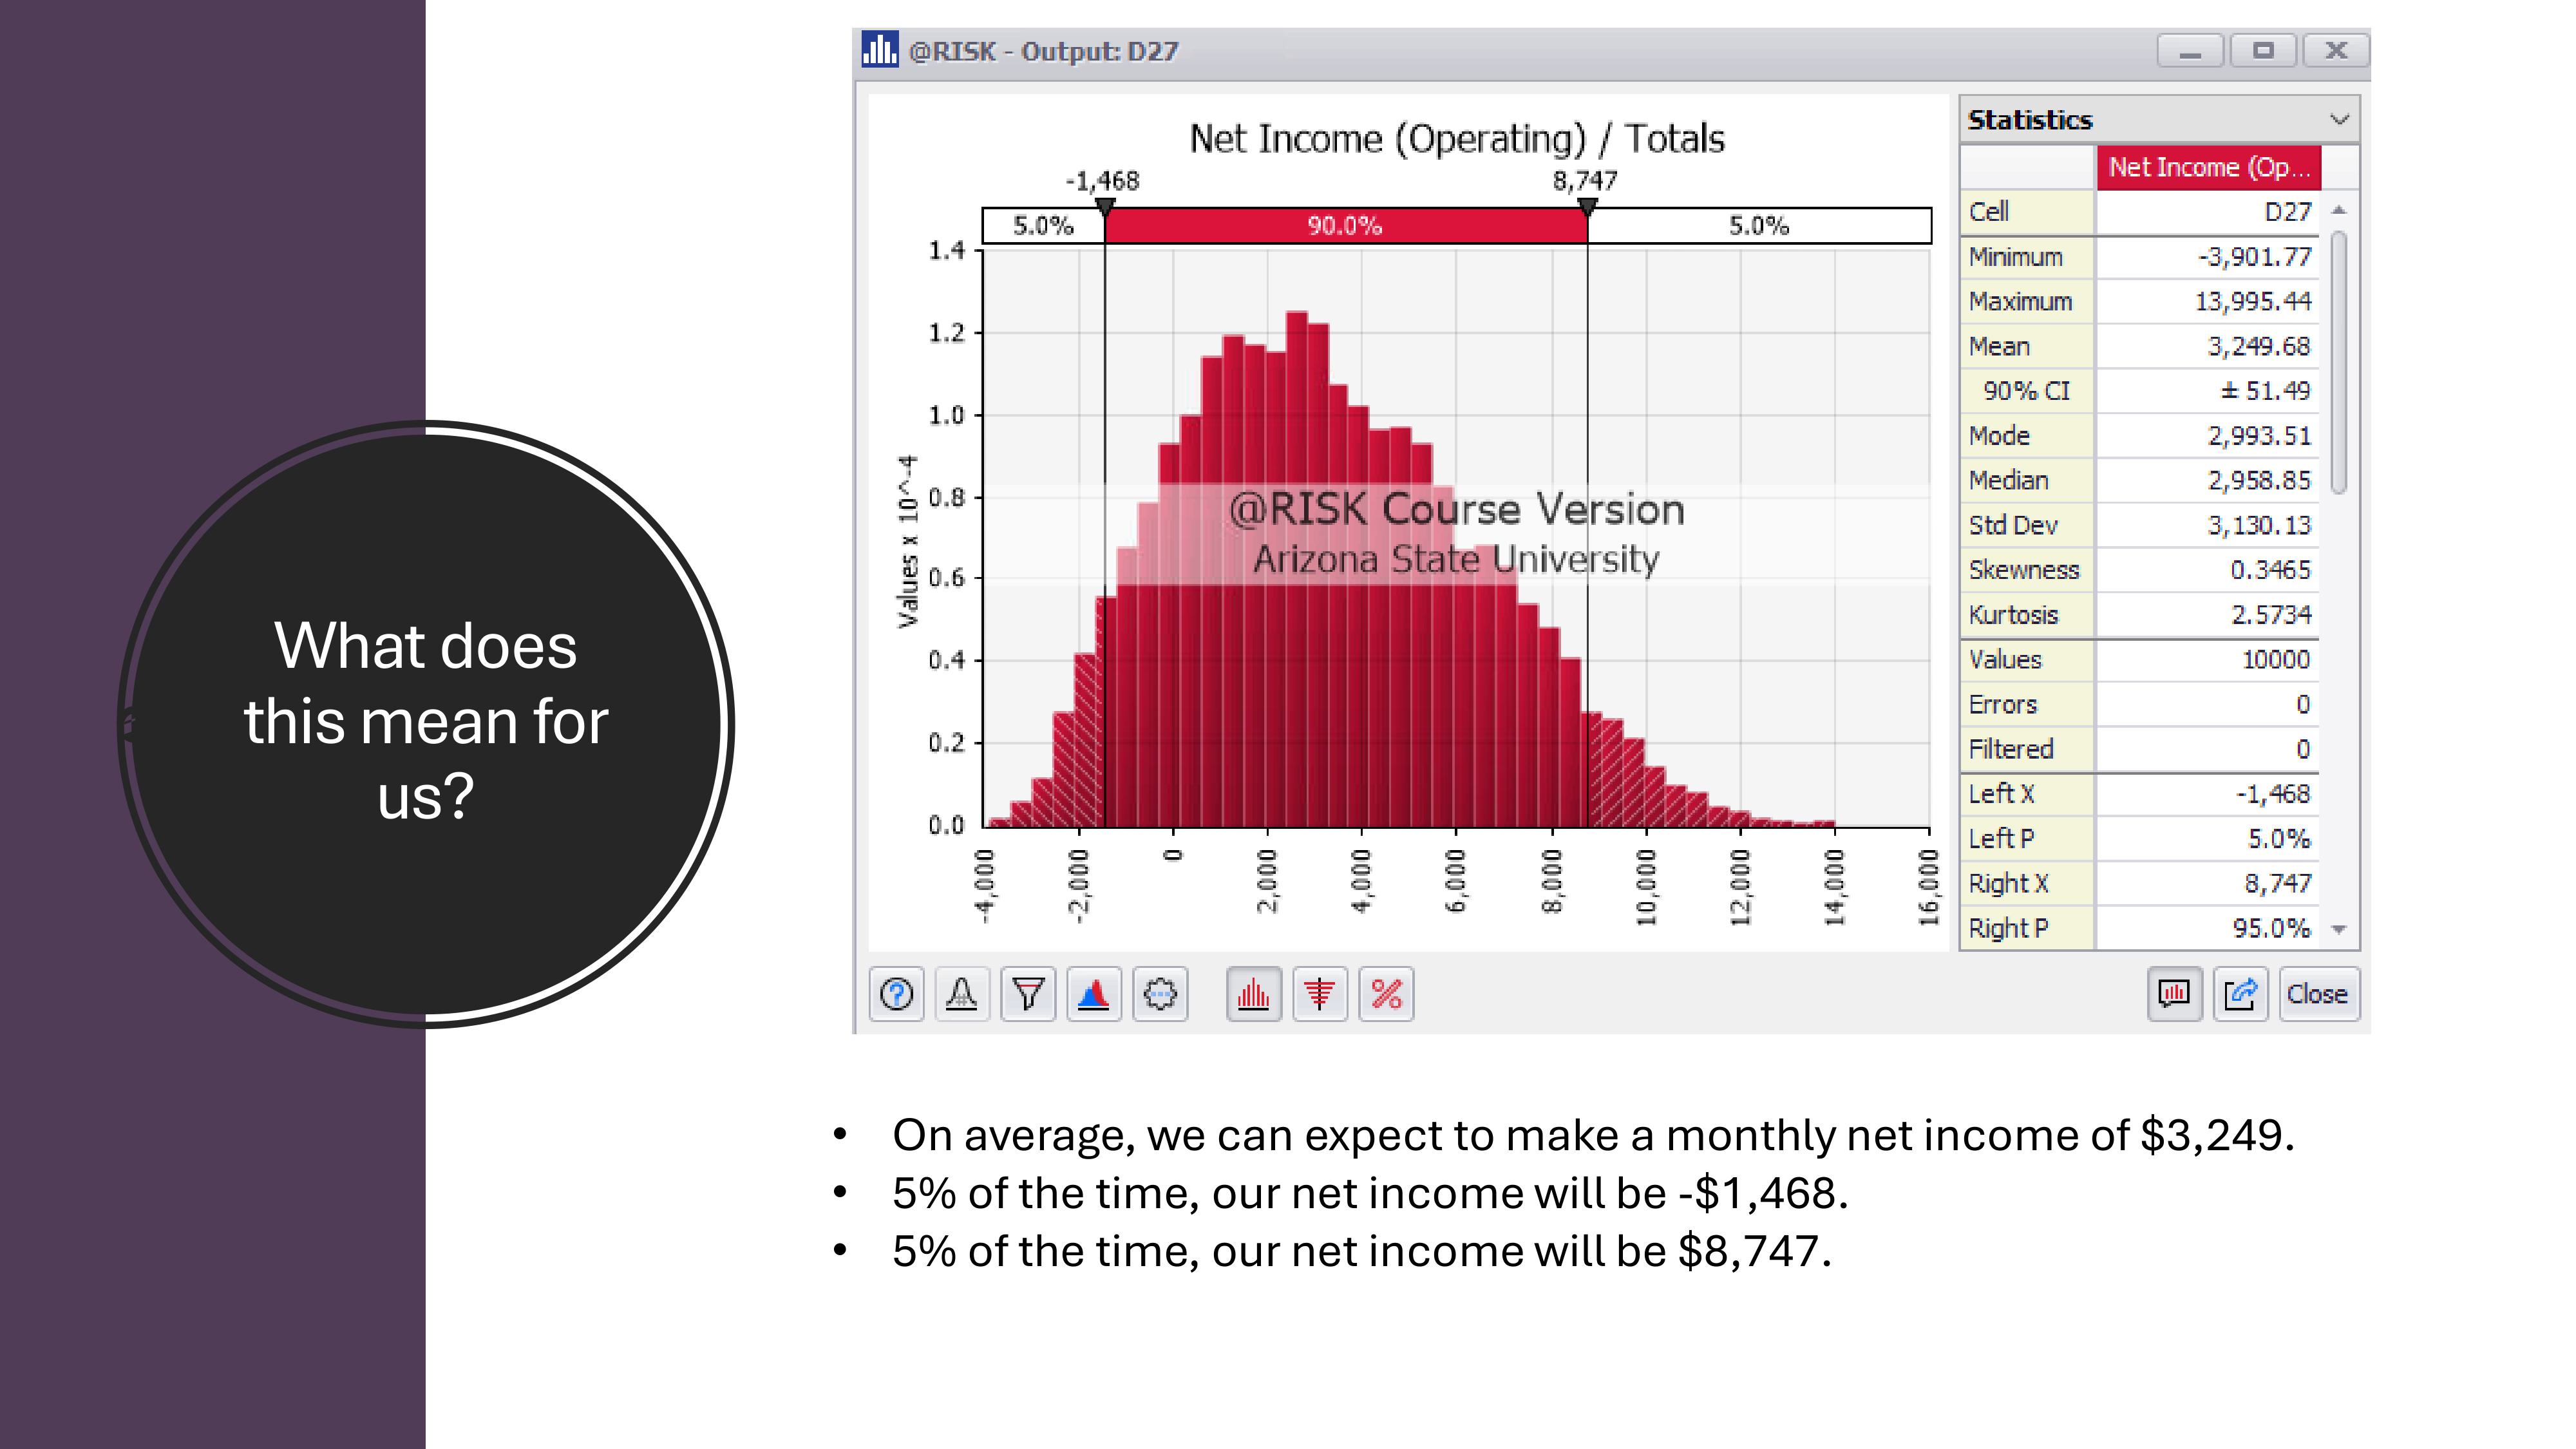 What does
this mean for
us?
@RISK - Output: D27
Net Income (Operating) / Totals
-1,468 8,747
5.0% 90.0% 5.0%
1.4
1.2
1.0
0.8
0.6
0.4
0.2
0.0
Values x 10^-4
@RISK Course Version
Arizona State University
-4,000 -2,000 0 2,000 4,000 6,000 8,000 10,000 12,000 14,000 16,000
Statistics
Net Income (Op...
Cell D27
Minimum -3,901.77
Maximum 13,995.44
Mean 3,249.68
90% CI ± 51.49
Mode 2,993.51
Median 2,958.85
Std Dev 3,130.13
Skewness 0.3465
Kurtosis 2.5734
Values 10000
Errors 0
Filtered 0
Left X -1,468
Left P 5.0%
Right X 8,747
Right P 95.0%
Close
• On average, we can expect to make a monthly net income of $3,249.
• 5% of the time, our net income will be -$1,468.
• 5% of the time, our net income will be $8,747.